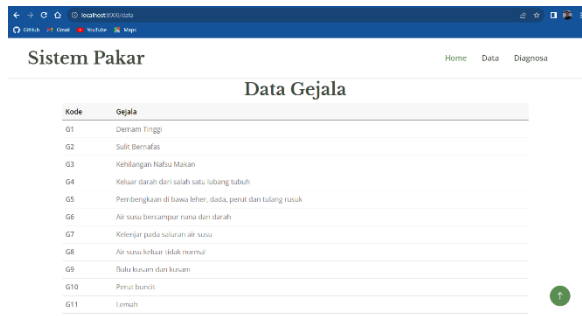 localhost:8000/data
GitHub Gmail YouTube Maps
Sistem Pakar
Home Data Diagnosa
Data Gejala
Kode Gejala
G1 Demam Tinggi
G2 Sulit Bernafas
G3 Kehilangan Nafsu Makan
G4 Keluar darah dari salah satu lubang tubuh
G5 Pembengkaan di bawa leher, dada, perut dan tulang rusuk
G6 Air susu bercampur nana dan darah
G7 Kelenjar pada saluran air susu
G8 Air susu keluar tidak normal
G9 Bulu kusam dan kusam
G10 Perut buncit
G11 Lemah